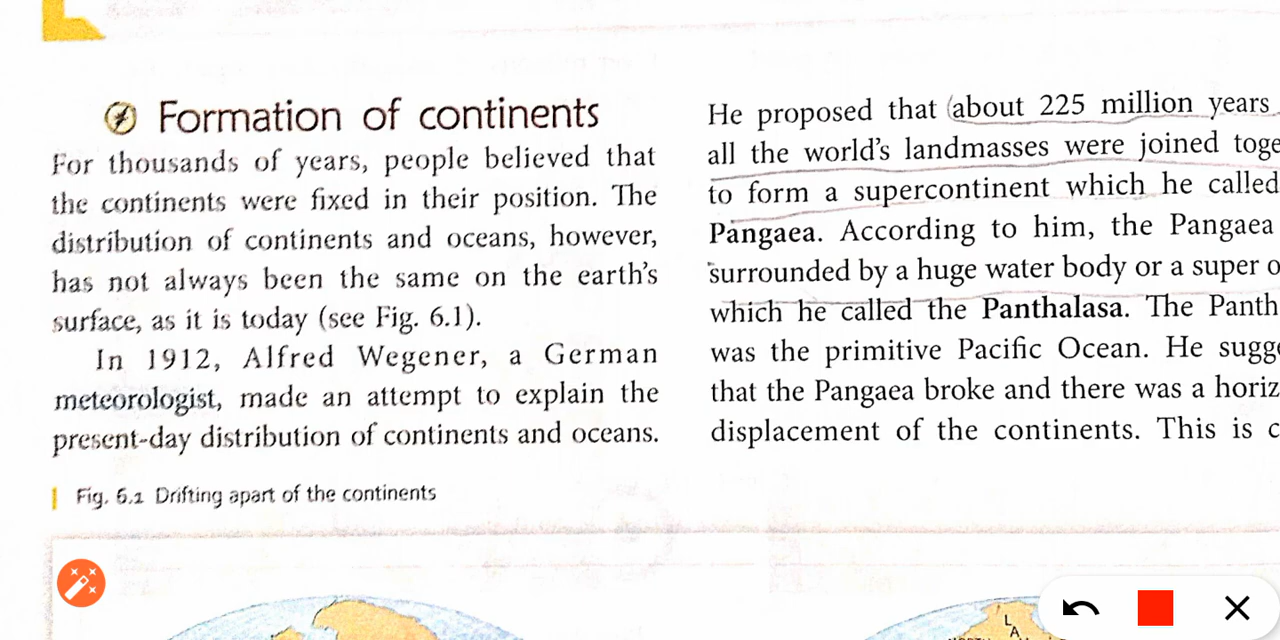 Formation of continents
For thousands of years, people believed that
the continents were fixed in their position. The
distribution of continents and oceans, however,
has not always been the same on the earth's
surface, as it is today (see Fig. 6.1).
In 1912, Alfred Wegener, a German
meteorologist, made an attempt to explain the
present-day distribution of continents and oceans.
He proposed that about 225 million years
all the world's landmasses were joined toge
to form a supercontinent which he called
Pangaea. According to him, the Pangaea
surrounded by a huge water body or a super o
which he called the Panthalasa. The Panth
was the primitive Pacific Ocean. He sugg
that the Pangaea broke and there was a horiz
displacement of the continents. This is c
Fig. 6.1 Drifting apart of the continents
L
A